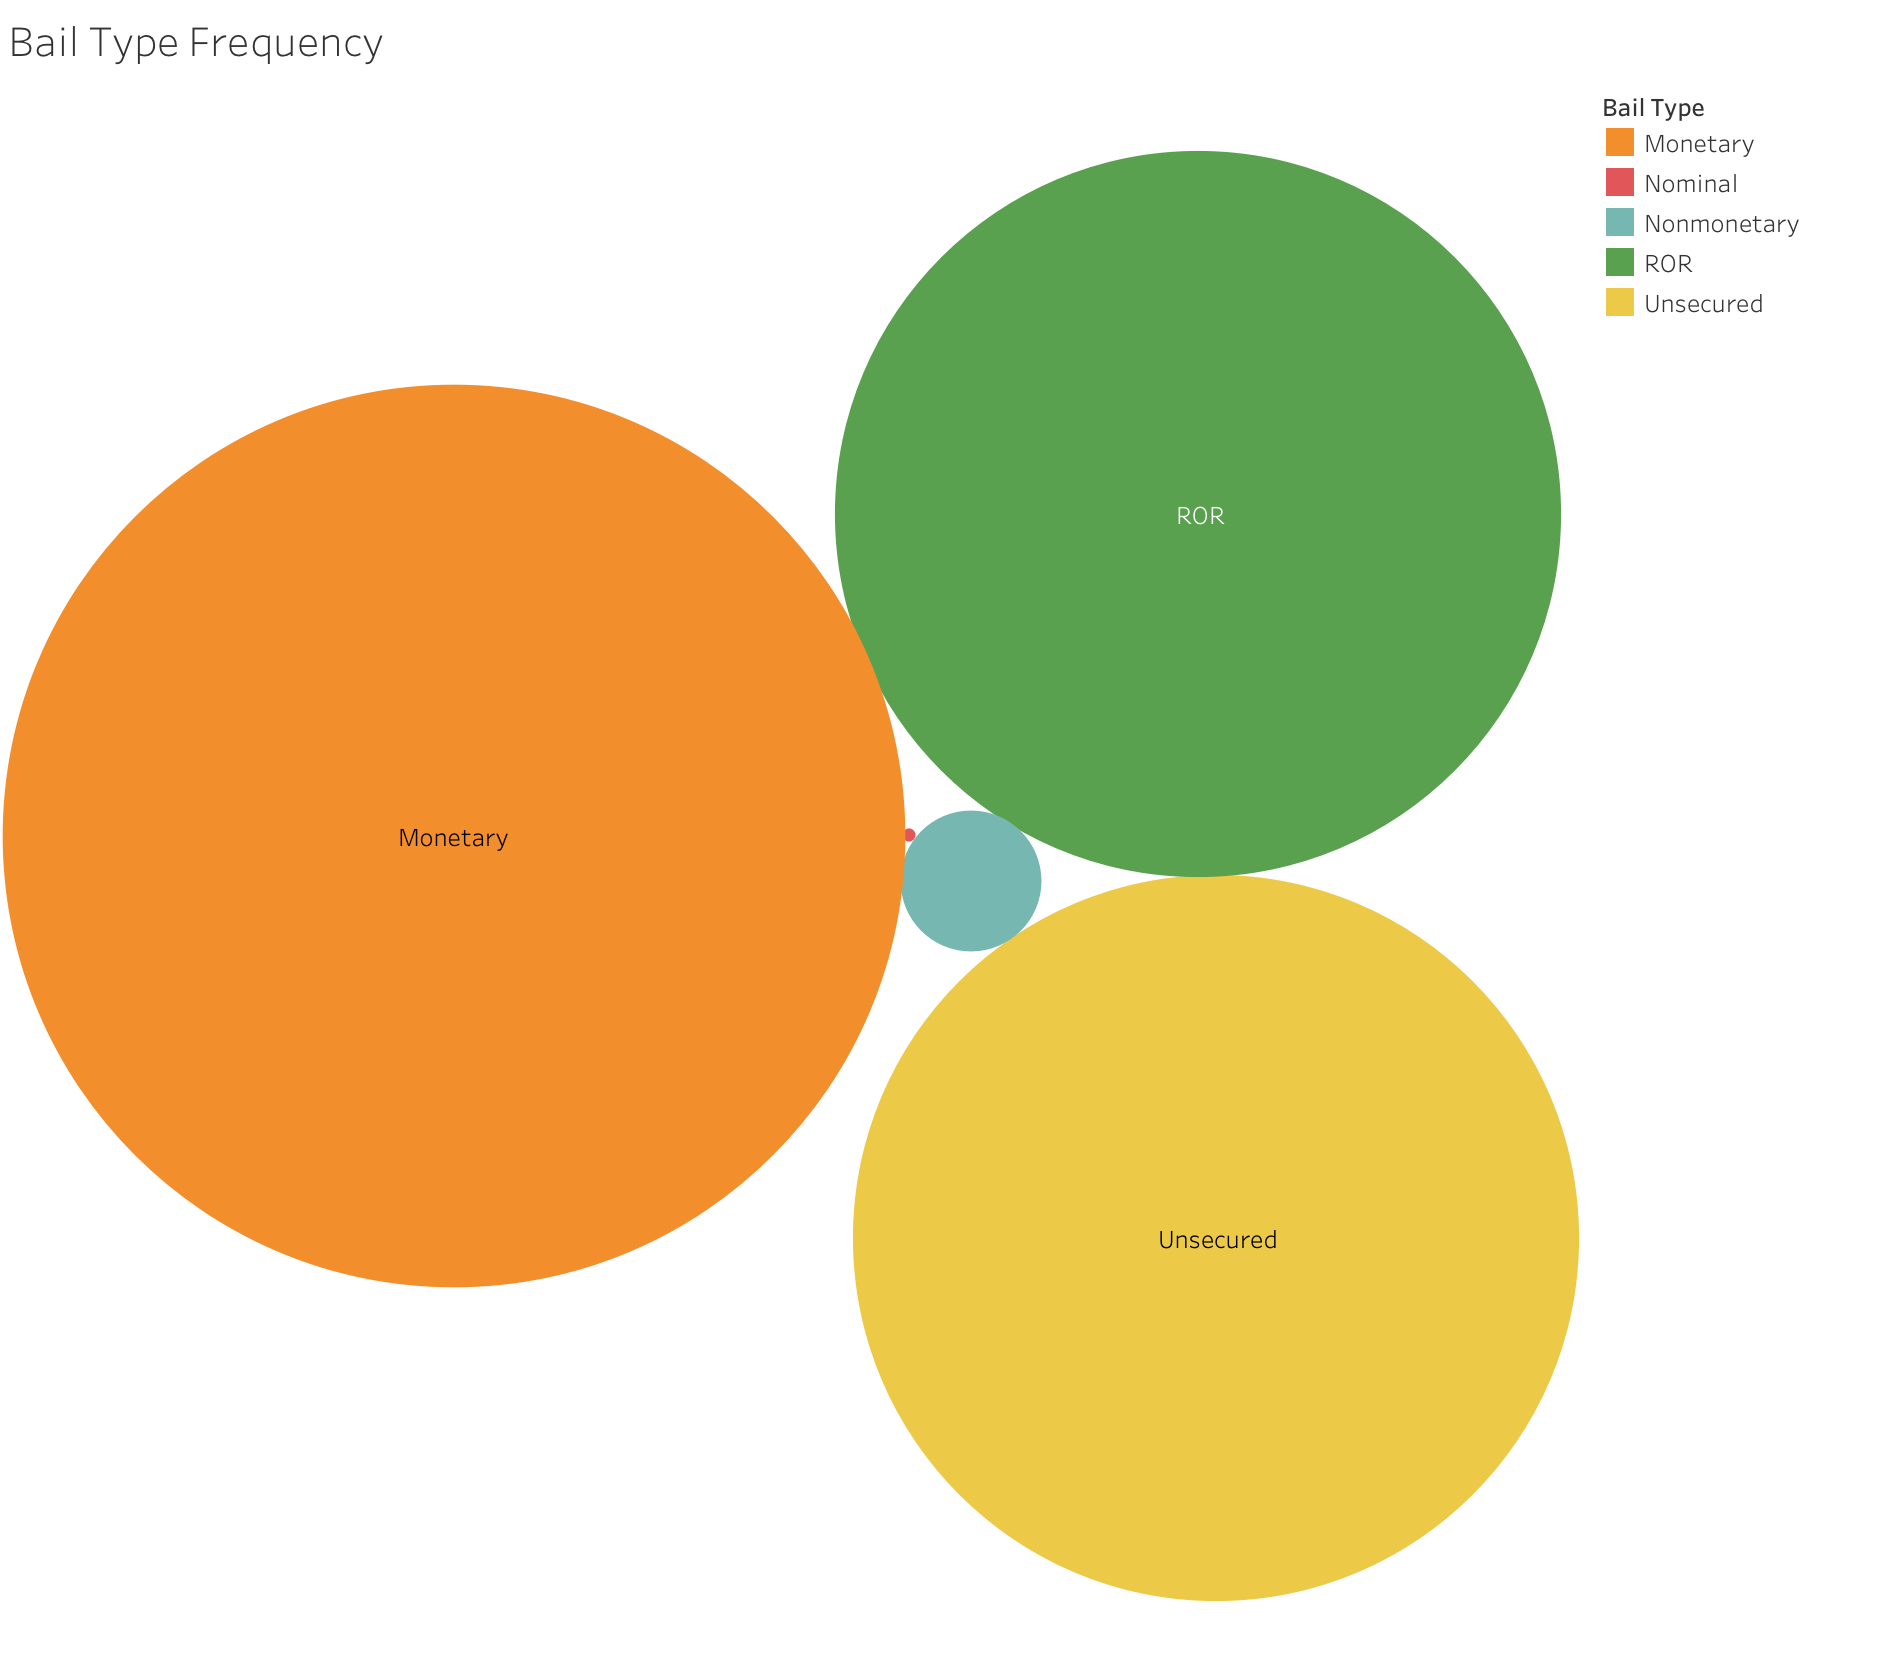 Bail Type Frequency
Bail Type
Monetary
Nominal
Nonmonetary
ROR
Unsecured
ROR
Monetary
Unsecured